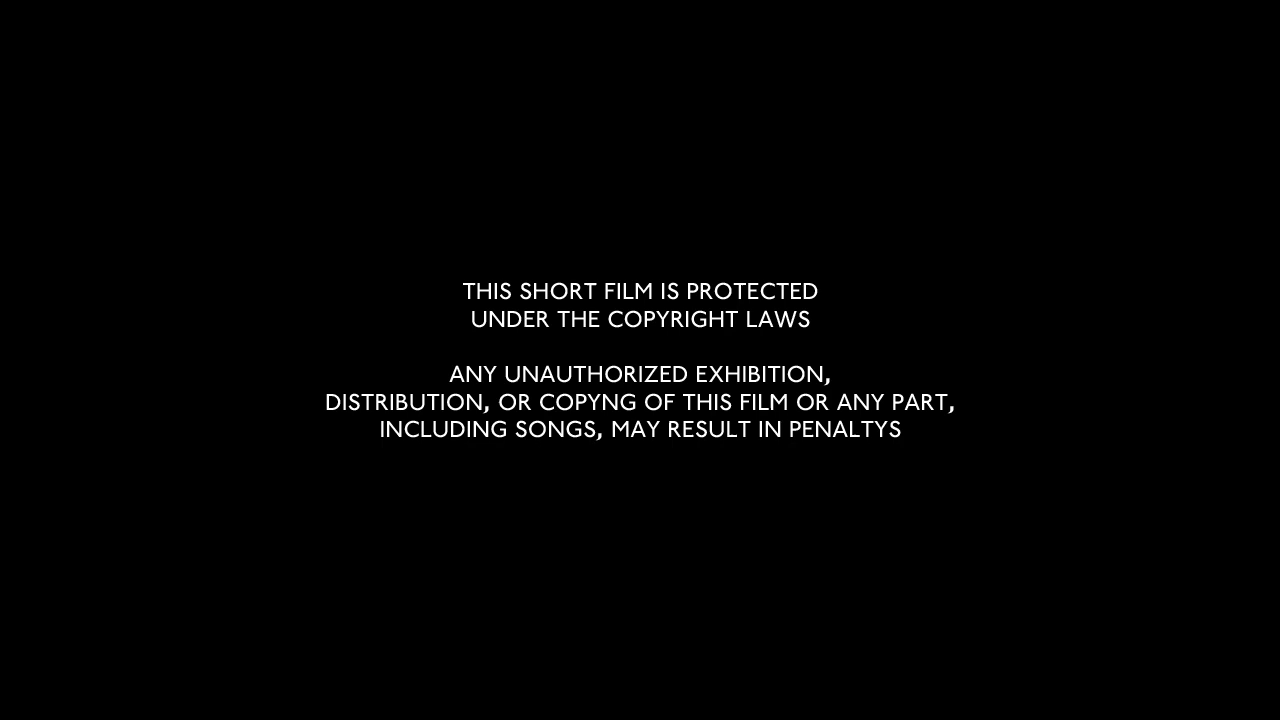 THIS SHORT FILM IS PROTECTED
UNDER THE COPYRIGHT LAWS
ANY UNAUTHORIZED EXHIBITION,
DISTRIBUTION, OR COPYNG OF THIS FILM OR ANY PART,
INCLUDING SONGS, MAY RESULT IN PENALTYS